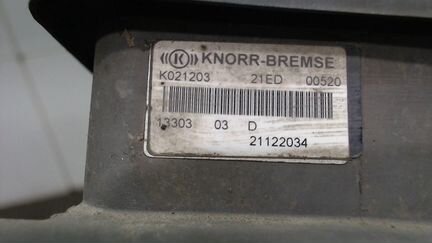 KNORR-BREMSE
K021203 21ED 00520
13303 03 D
21122034